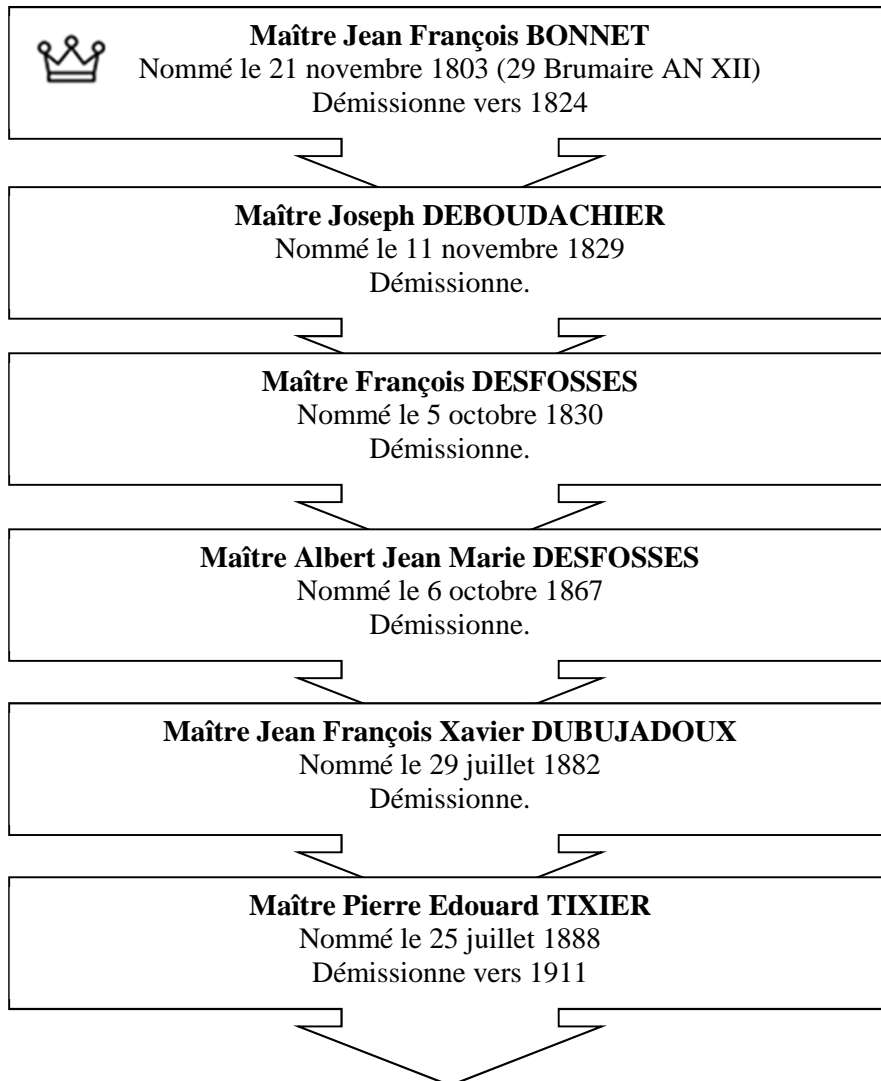 Maître Jean François BONNET
Nommé le 21 novembre 1803 (29 Brumaire AN XII)
Démissionne vers 1824
Maître Joseph DEBOUDACHIER
Nommé le 11 novembre 1829
Démissionne.
Maître François DESFOSSES
Nommé le 5 octobre 1830
Démissionne.
Maître Albert Jean Marie DESFOSSES
Nommé le 6 octobre 1867
Démissionne.
Maître Jean François Xavier DUBUJADOUX
Nommé le 29 juillet 1882
Démissionne.
Maître Pierre Edouard TIXIER
Nommé le 25 juillet 1888
Démissionne vers 1911